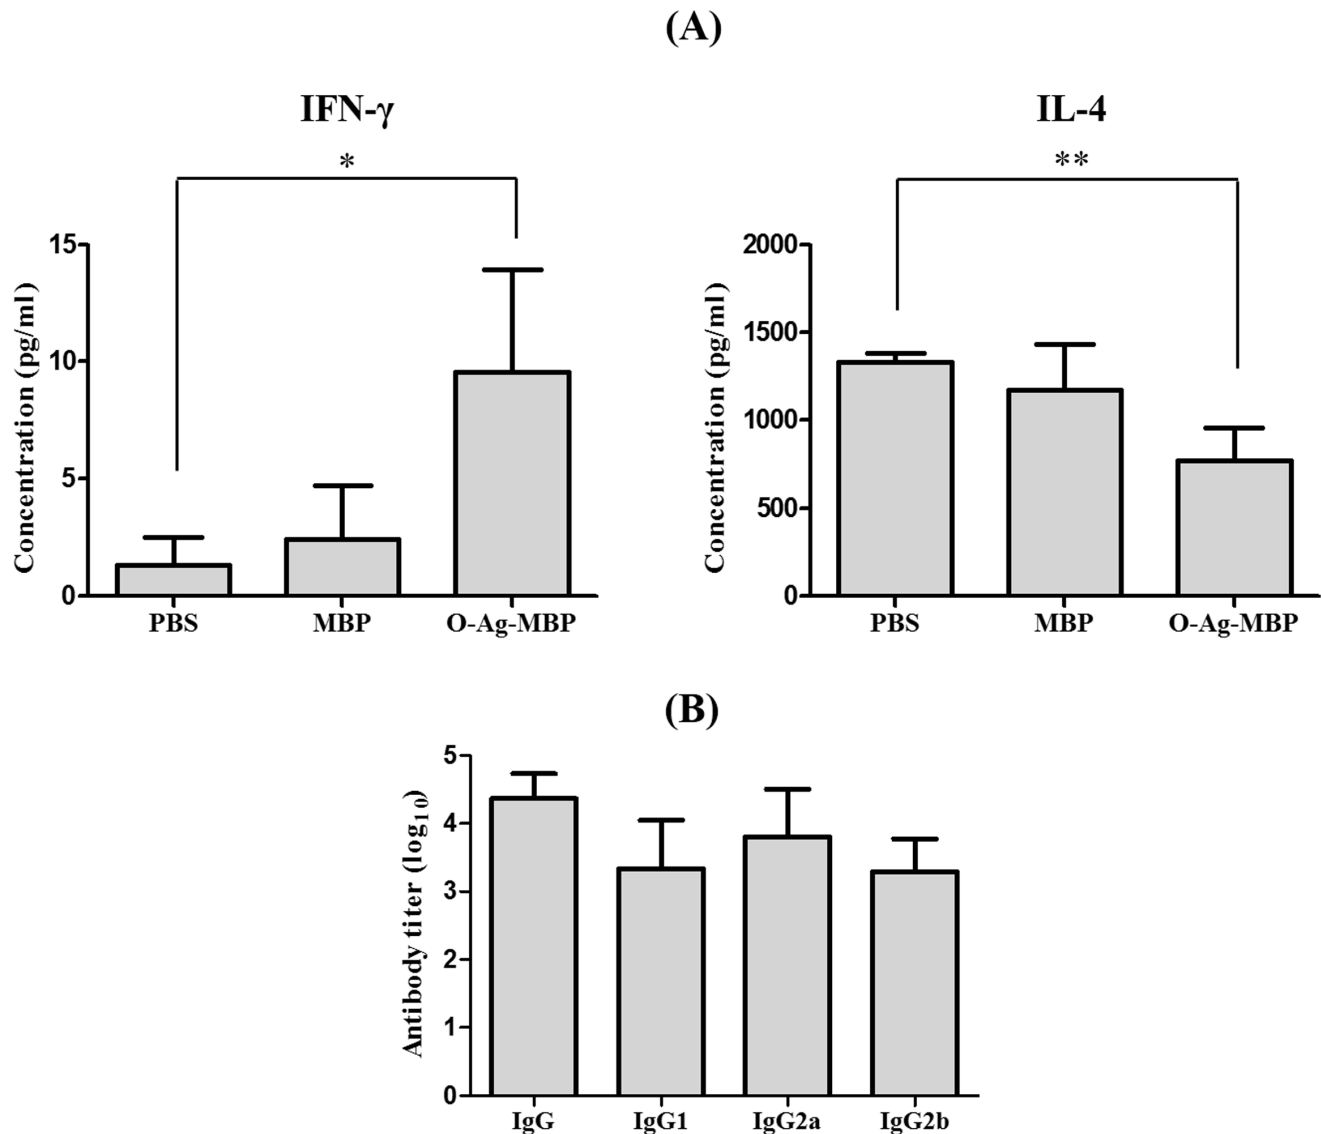 (A)
IFN-γ
*
Concentration (pg/ml)
15
10
5
0
PBS MBP O-Ag-MBP
IL-4
**
Concentration (pg/ml)
2000
1500
1000
500
0
PBS MBP O-Ag-MBP
(B)
Antibody titer (log10)
5
4
3
2
1
0
IgG IgG1 IgG2a IgG2b